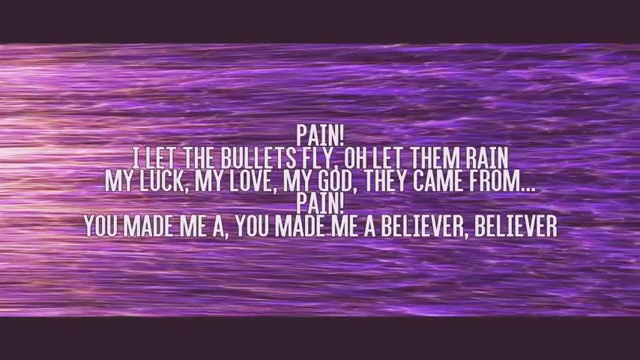 PAIN!
I LET THE BULLETS FLY, OH LET THEM RAIN
MY LUCK, MY LOVE, MY GOD, THEY CAME FROM...
PAIN!
YOU MADE ME A, YOU MADE ME A BELIEVER, BELIEVER